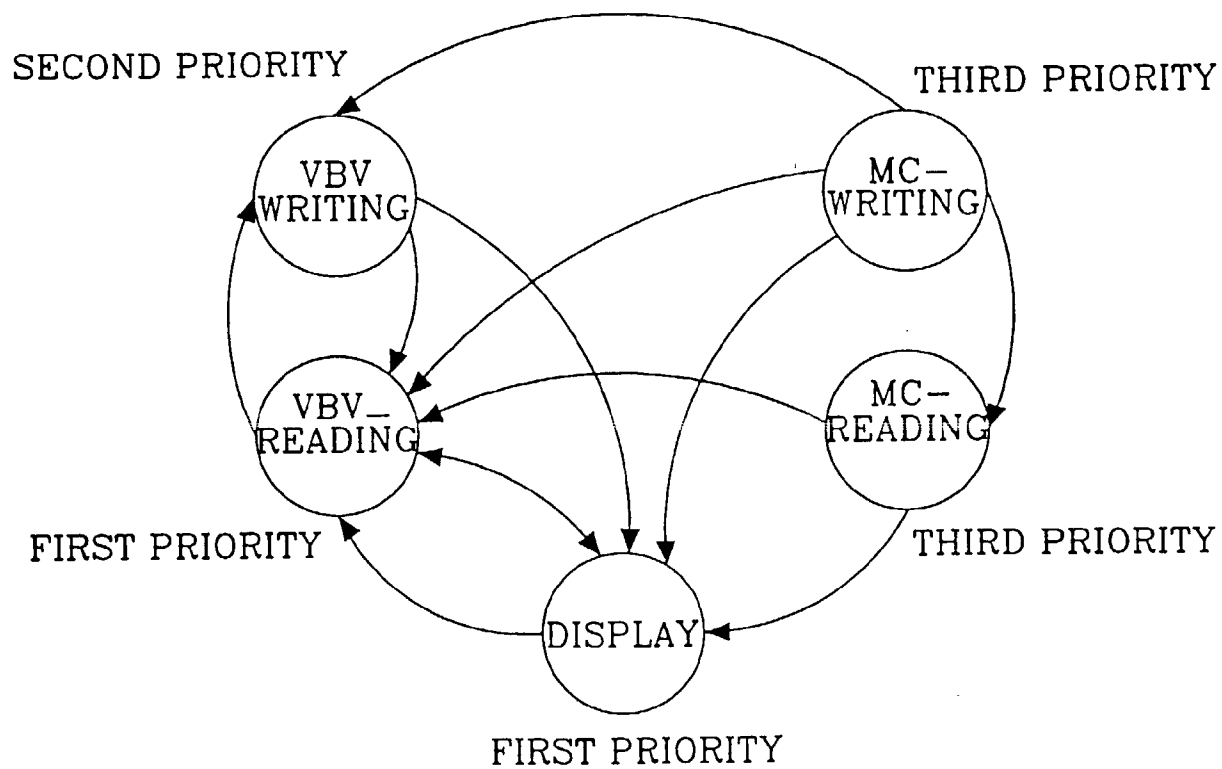 SECOND PRIORITY
THIRD PRIORITY
VBV
WRITING
MC-
WRITING
VBV_
READING
MC-
READING
FIRST PRIORITY
THIRD PRIORITY
DISPLAY
FIRST PRIORITY